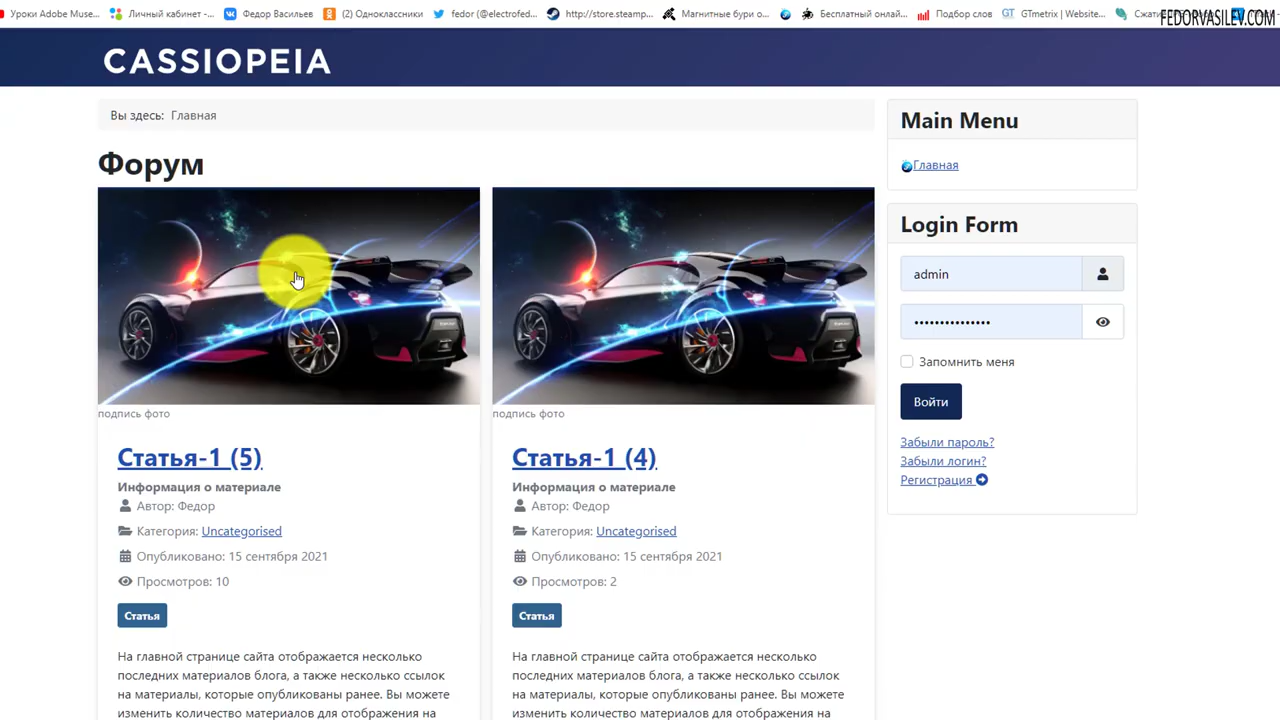 Уроки Adobe Muse...
Личный кабинет -...
Федор Васильев
(2) Одноклассники
fedor (@electrofed...
http://store.steamp...
Магнитные бури о...
Бесплатный онлай...
Подбор слов
GTmetrix | Website...
FEDORVASILEV.COM
CASSIOPEIA
Вы здесь: Главная
Форум
подпись фото
Статья-1 (5)
Информация о материале
Автор: Федор
Категория: Uncategorised
Опубликовано: 15 сентября 2021
Просмотров: 10
Статья
На главной странице сайта отображается несколько
последних материалов блога, а также несколько ссылок
на материалы, которые опубликованы ранее. Вы можете
изменить количество материалов для отображения на
подпись фото
Статья-1 (4)
Информация о материале
Автор: Федор
Категория: Uncategorised
Опубликовано: 15 сентября 2021
Просмотров: 2
Статья
На главной странице сайта отображается несколько
последних материалов блога, а также несколько ссылок
на материалы, которые опубликованы ранее. Вы можете
изменить количество материалов для отображения на
Main Menu
Главная
Login Form
admin
•••••••••••••••
Запомнить меня
Войти
Забыли пароль?
Забыли логин?
Регистрация